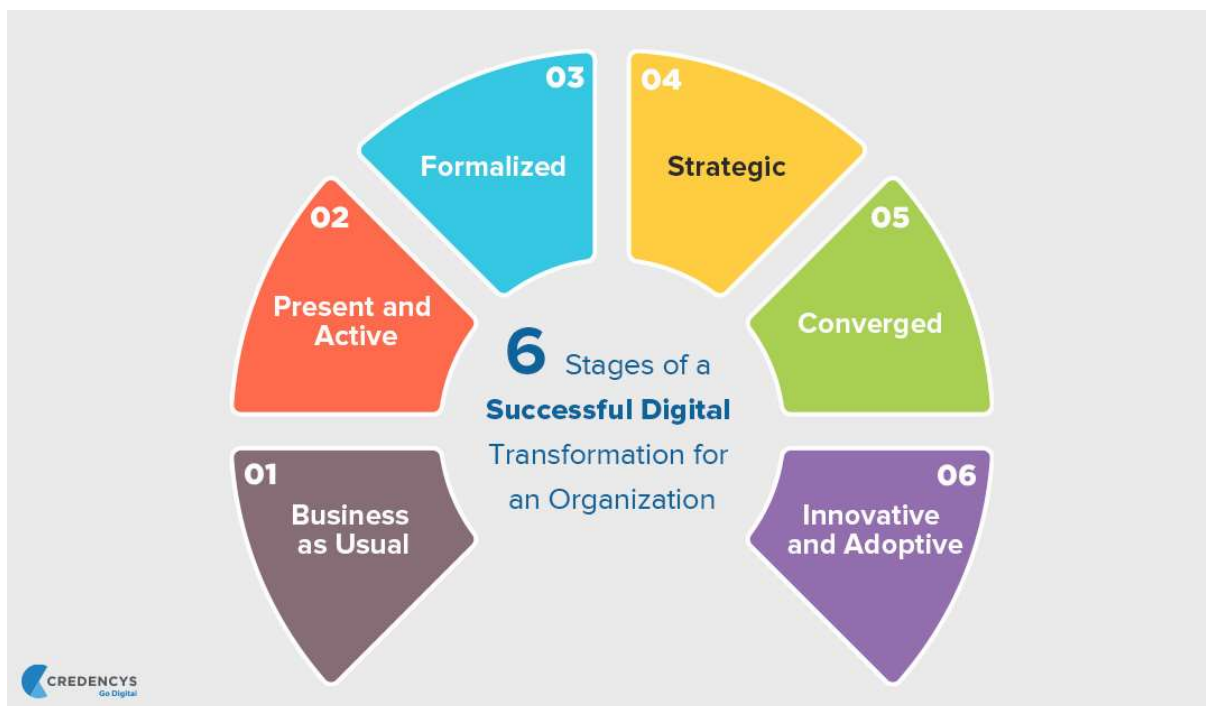 01
Business
as Usual
02
Present and
Active
03
Formalized
04
Strategic
05
Converged
06
Innovative
and Adoptive
6 Stages of a
Successful Digital
Transformation for
an Organization
CREDENCYS
Go Digital